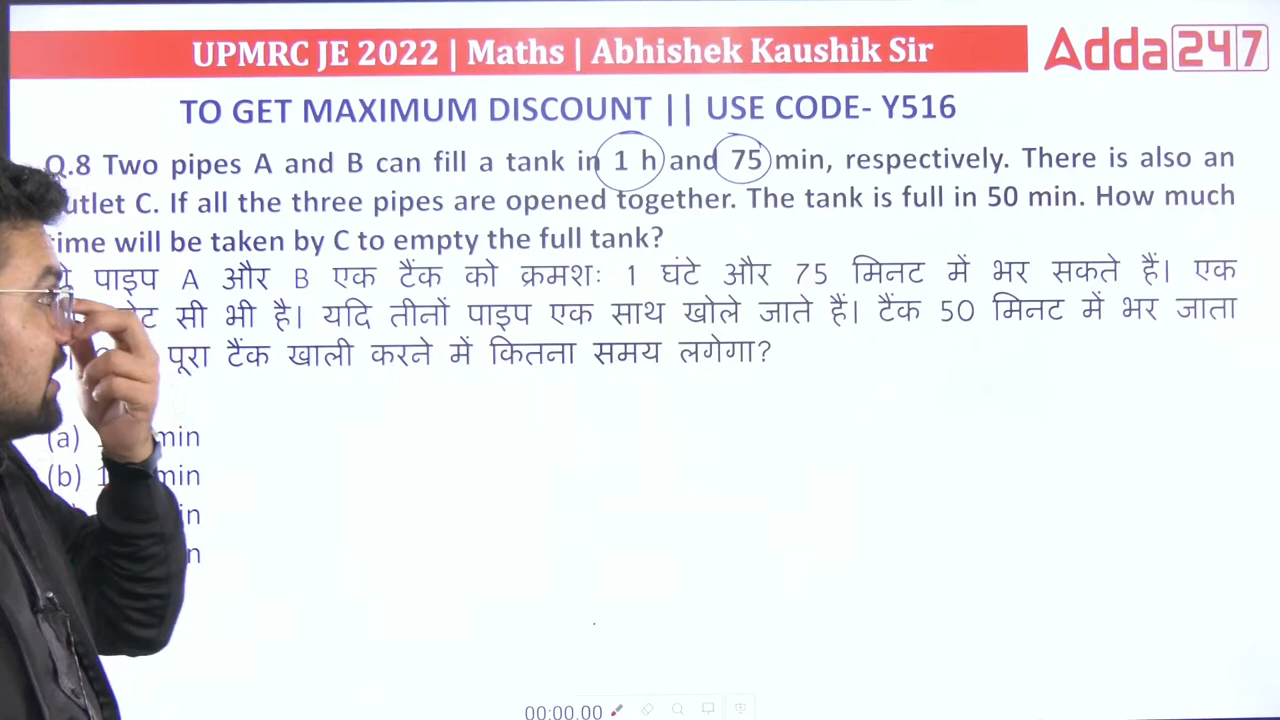 UPMRC JE 2022 | Maths | Abhishek Kaushik Sir
Adda247
TO GET MAXIMUM DISCOUNT || USE CODE- Y516
Q.8 Two pipes A and B can fill a tank in 1 h and 75 min, respectively. There is also an
utlet C. If all the three pipes are opened together. The tank is full in 50 min. How much
ime will be taken by C to empty the full tank?
पाइप A और B एक टैंक को क्रमशः 1 घंटे और 75 मिनट में भर सकते हैं। एक
सी भी है। यदि तीनों पाइप एक साथ खोले जाते हैं। टैंक 50 मिनट में भर जाता
पूरा टैंक खाली करने में कितना समय लगेगा?
(a) min
(b) min
00:00.00